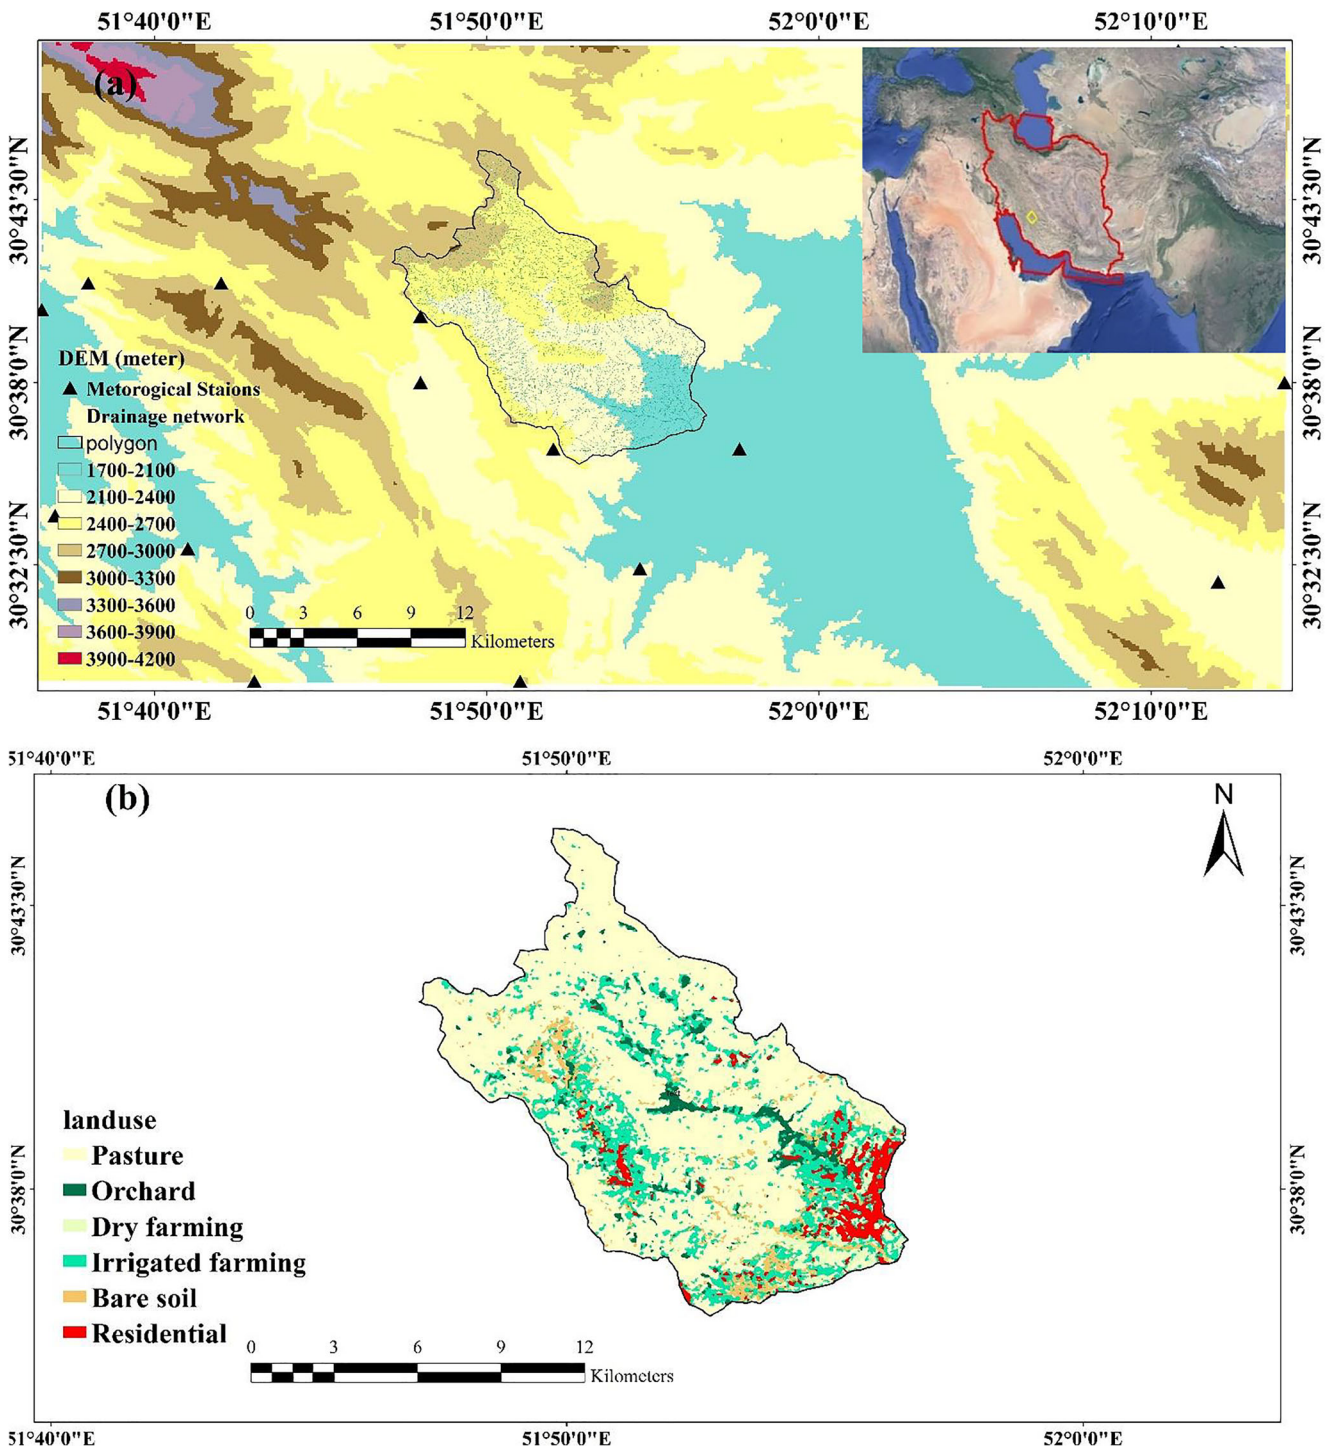 51°40'0"E 51°50'0"E 52°0'0"E 52°10'0"E
(a)
30°43'30"N
30°38'0"N
30°32'30"N
30°43'30"N
30°38'0"N
30°32'30"N
DEM (meter)
Metorogical Staions
Drainage network
polygon
1700-2100
2100-2400
2400-2700
2700-3000
3000-3300
3300-3600
3600-3900
3900-4200
0 3 6 9 12
Kilometers
51°40'0"E 51°50'0"E 52°0'0"E 52°10'0"E
51°40'0"E 51°50'0"E 52°0'0"E
(b)
N
30°43'30"N
30°38'0"N
30°43'30"N
30°38'0"N
landuse
Pasture
Orchard
Dry farming
Irrigated farming
Bare soil
Residential
0 3 6 9 12
Kilometers
51°40'0"E 51°50'0"E 52°0'0"E